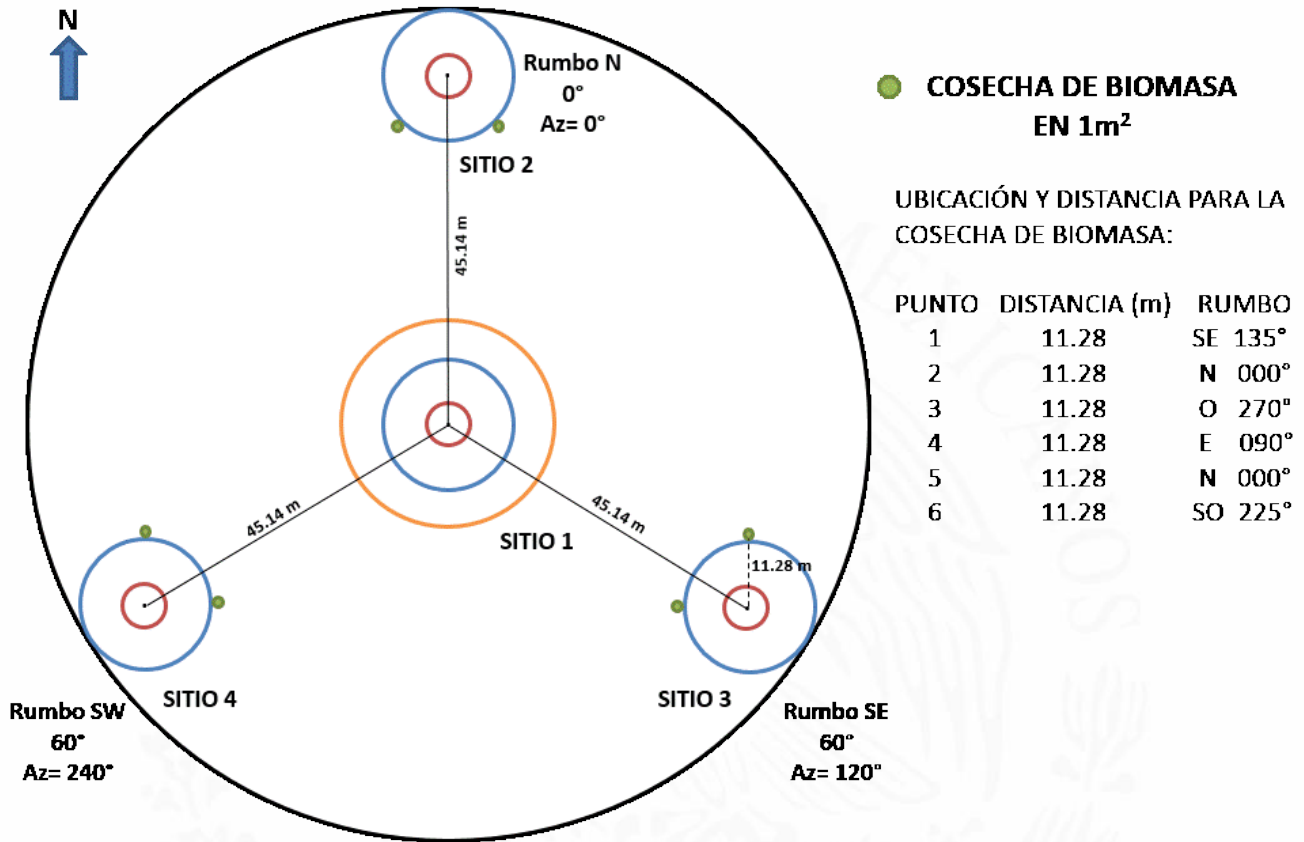 N
Rumbo N
0°
Az= 0°
SITIO 2
45.14 m
45.14 m
45.14 m
SITIO 1
11.28 m
SITIO 4
SITIO 3
Rumbo SW
60°
Az= 240°
Rumbo SE
60°
Az= 120°
COSECHA DE BIOMASA
EN 1m²
UBICACIÓN Y DISTANCIA PARA LA
COSECHA DE BIOMASA:
PUNTO DISTANCIA (m) RUMBO
1 11.28 SE 135°
2 11.28 N 000°
3 11.28 O 270°
4 11.28 E 090°
5 11.28 N 000°
6 11.28 SO 225°
MEXICANOS